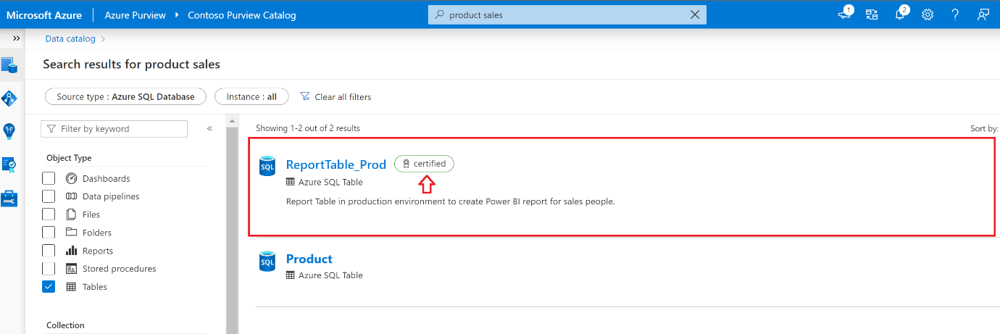 Microsoft Azure Azure Purview Contoso Purview Catalog product sales 1 2
Data catalog
Search results for product sales
Source type : Azure SQL Database Instance : all Clear all filters
Filter by keyword
Showing 1-2 out of 2 results Sort by:
Object Type
Dashboards
Data pipelines
Files
Folders
Reports
Stored procedures
Tables
Collection
SQL ReportTable_Prod certified
Azure SQL Table
Report Table in production environment to create Power BI report for sales people.
SQL Product
Azure SQL Table